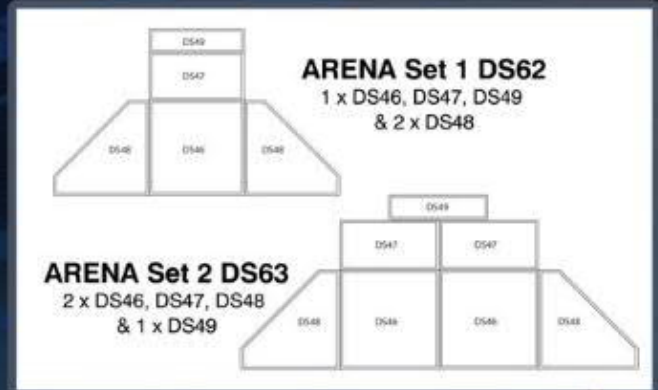 DS49
DS47
ARENA Set 1 DS62
1 x DS46, DS47, DS49
& 2 x DS48
DS48
DS46
DS48
DS49
DS47
DS47
ARENA Set 2 DS63
2 x DS46, DS47, DS48
& 1 x DS49
DS48
DS46
DS46
DS48